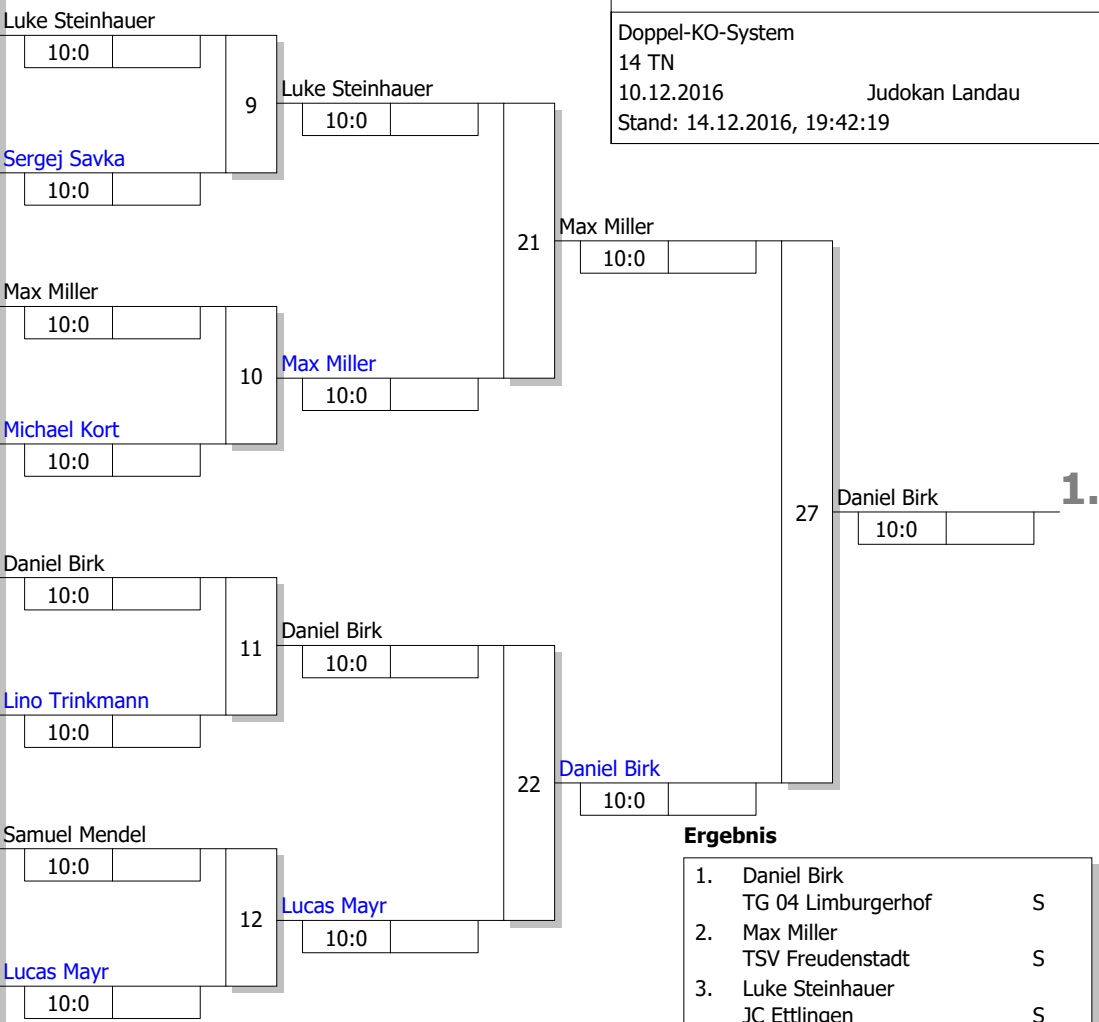 Doppel-KO-System
14 TN
10.12.2016 Judokan Landau
Stand: 14.12.2016, 19:42:19
Luke Steinhauer
10:0
9
Sergej Savka
10:0
Luke Steinhauer
10:0
Max Miller
10:0
10
Michael Kort
10:0
Max Miller
10:0
21
Max Miller
10:0
Daniel Birk
10:0
11
Lino Trinkmann
10:0
Daniel Birk
10:0
Samuel Mendel
10:0
12
Lucas Mayr
10:0
Lucas Mayr
10:0
22
Daniel Birk
10:0
27
Daniel Birk
10:0
1.
Ergebnis
1. Daniel Birk
TG 04 Limburgerhof S
2. Max Miller
TSV Freudenstadt S
3. Luke Steinhauer
JC Ettlingen S